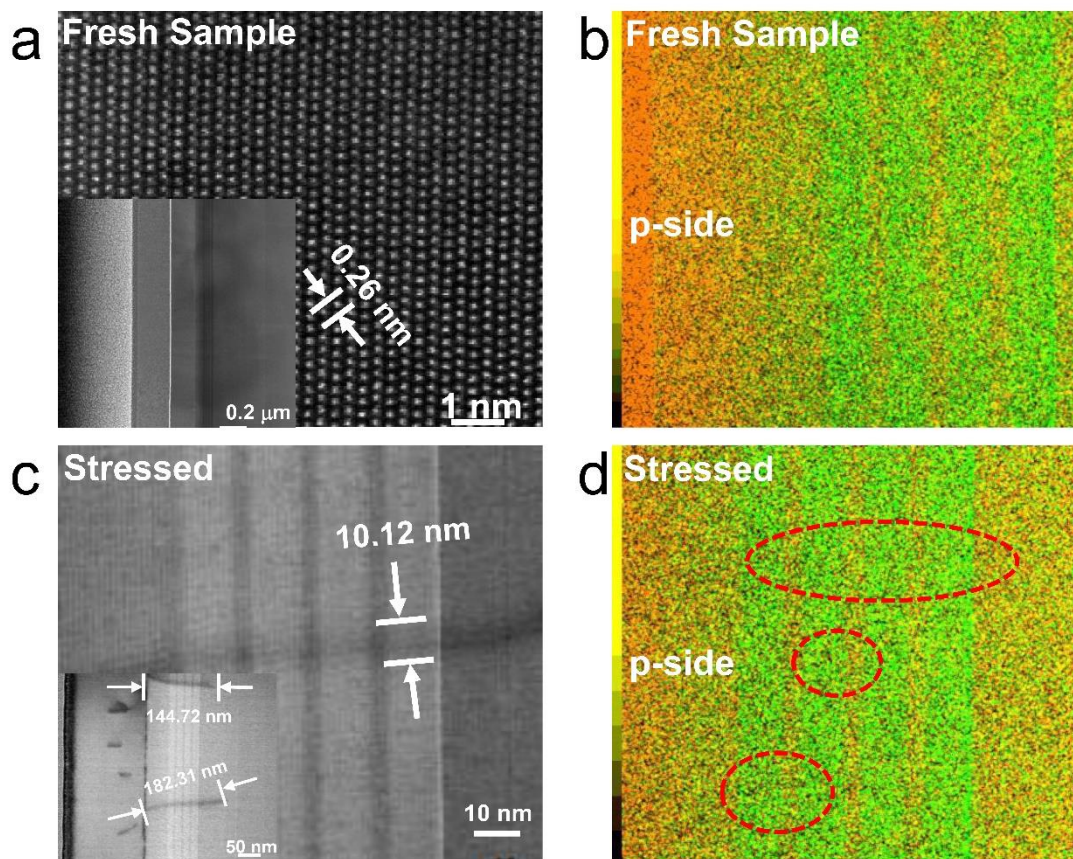 a
Fresh Sample
0.26 nm
0.2 μm
1 nm
b
Fresh Sample
p-side
c
Stressed
10.12 nm
144.72 nm
182.31 nm
50 nm
10 nm
d
Stressed
p-side